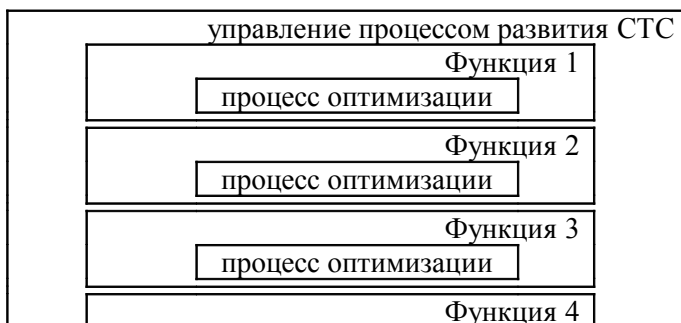 управление процессом развития СТС
Функция 1
процесс оптимизации
Функция 2
процесс оптимизации
Функция 3
процесс оптимизации
Функция 4